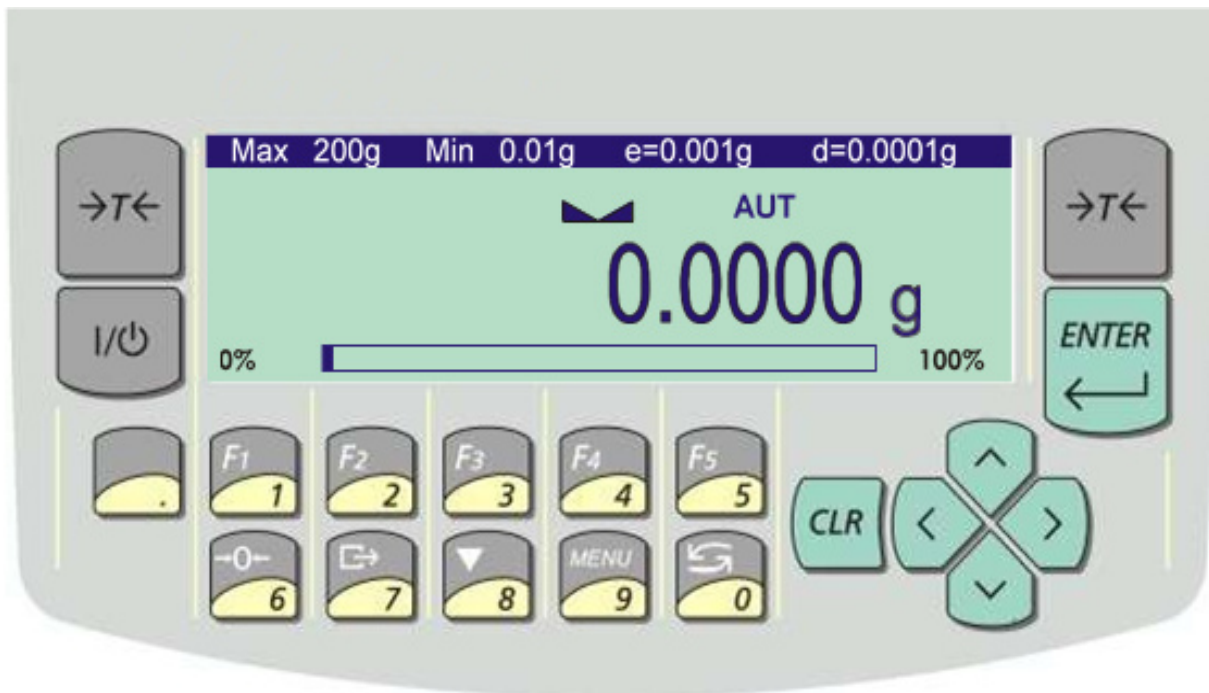 Max 200g Min 0.01g e=0.001g d=0.0001g
→T← →T←
AUT
0.0000 g
I/⏻ ENTER
0% 100%
F1 F2 F3 F4 F5
. 1 2 3 4 5
CLR
→0← MENU
6 7 8 9 0